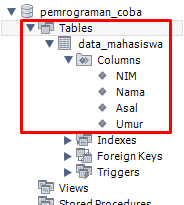 pemrograman_coba
Tables
data_mahasiswa
Columns
NIM
Nama
Asal
Umur
Indexes
Foreign Keys
Triggers
Views
Stored Procedures